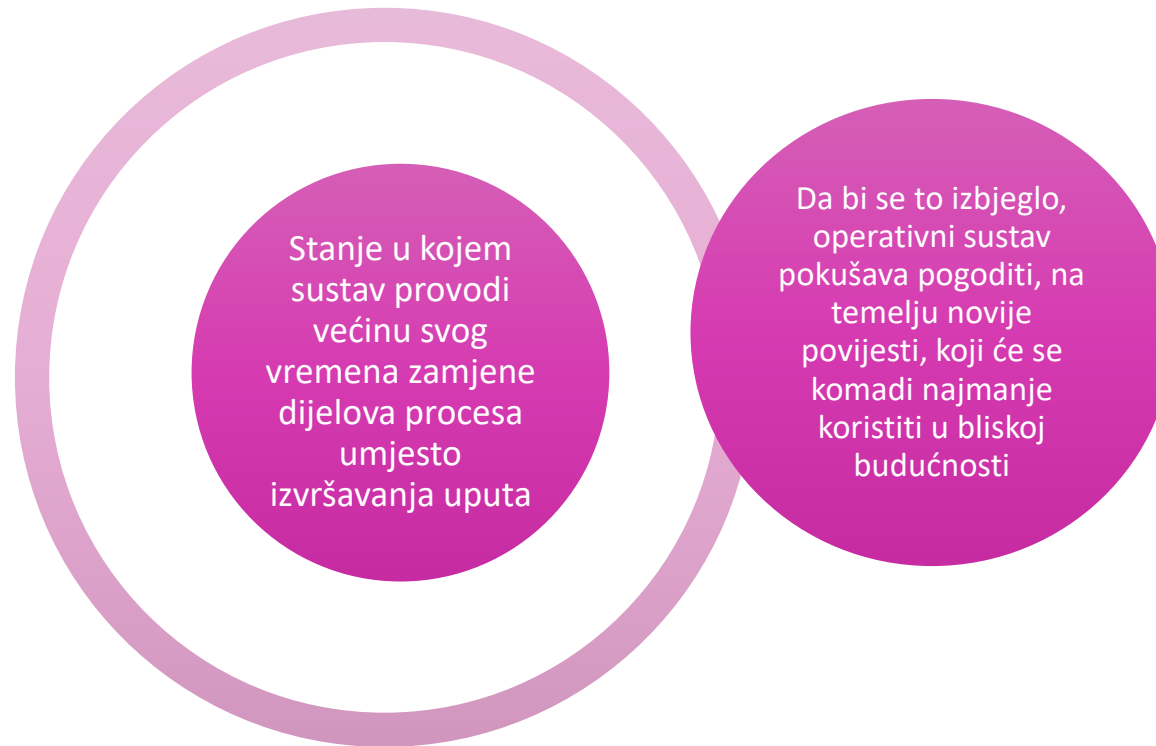 Stanje u kojem
sustav provodi
većinu svog
vremena zamjene
dijelova procesa
umjesto
izvršavanja uputa
Da bi se to izbjeglo,
operativni sustav
pokušava pogoditi, na
temelju novije
povijesti, koji će se
komadi najmanje
koristiti u bliskoj
budućnosti